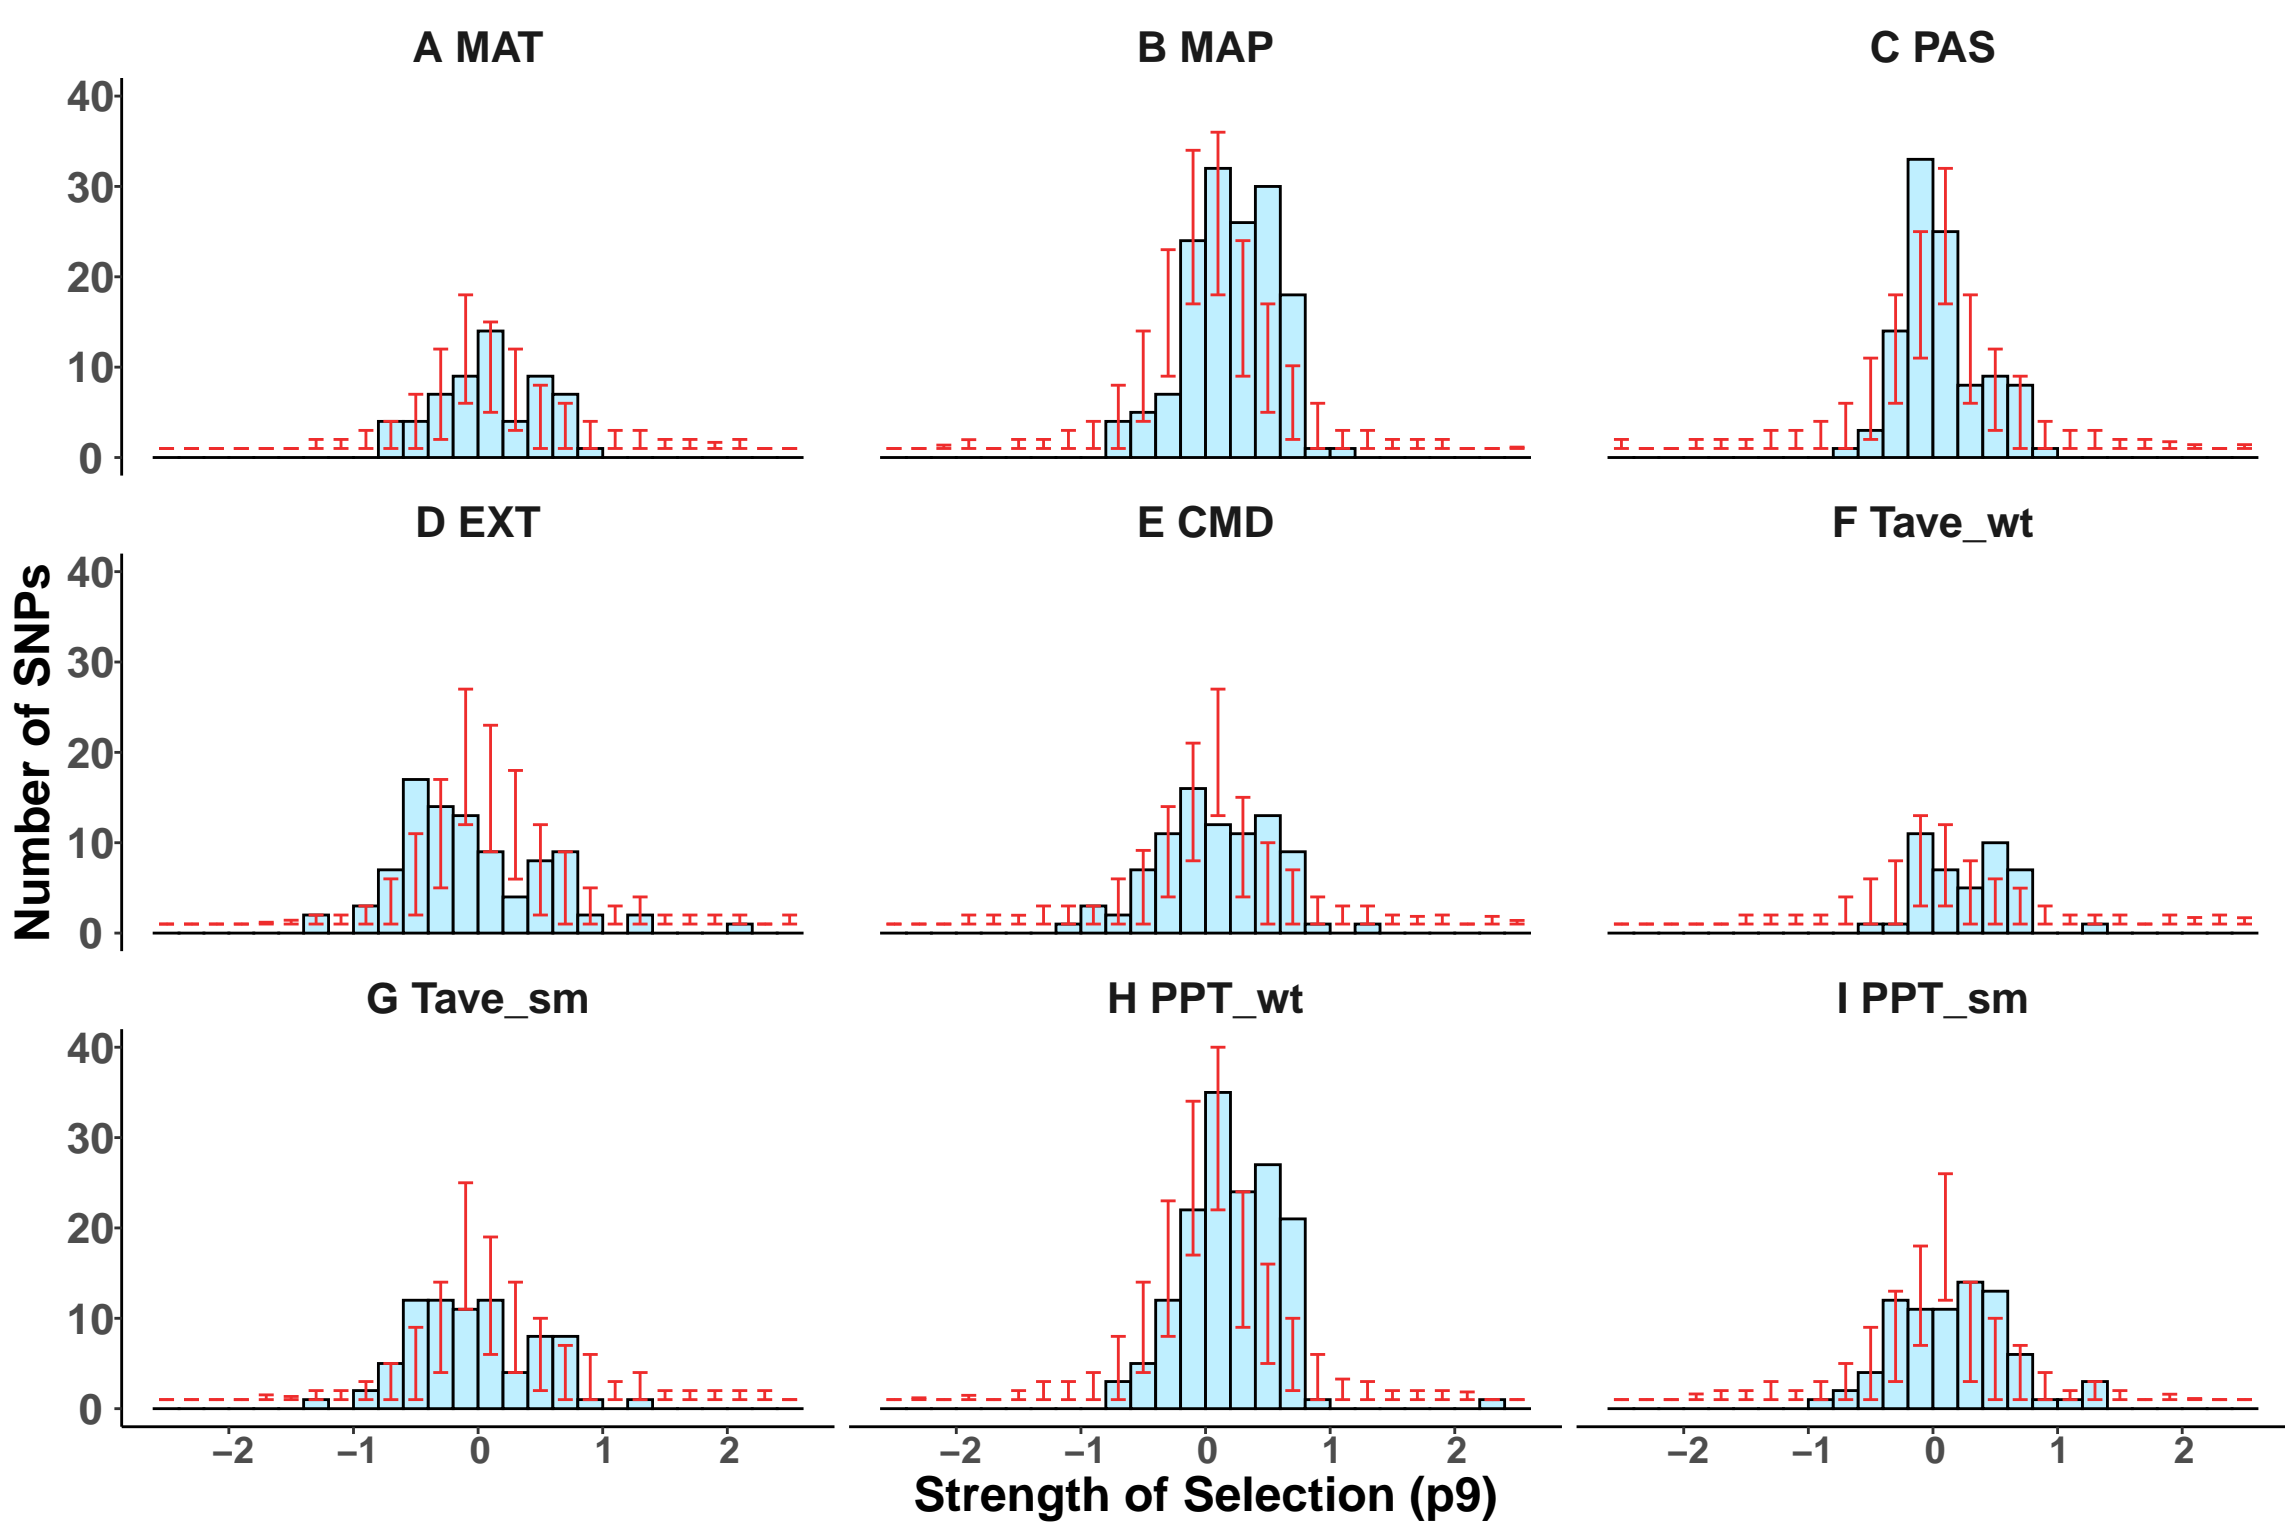 A MAT
B MAP
C PAS
40
30
20
10
0
D EXT
E CMD
F Tave_wt
40
30
20
10
0
G Tave_sm
H PPT_wt
I PPT_sm
40
30
20
10
0
−2 −1 0 1 2
−2 −1 0 1 2
−2 −1 0 1 2
Number of SNPs
Strength of Selection (p9)